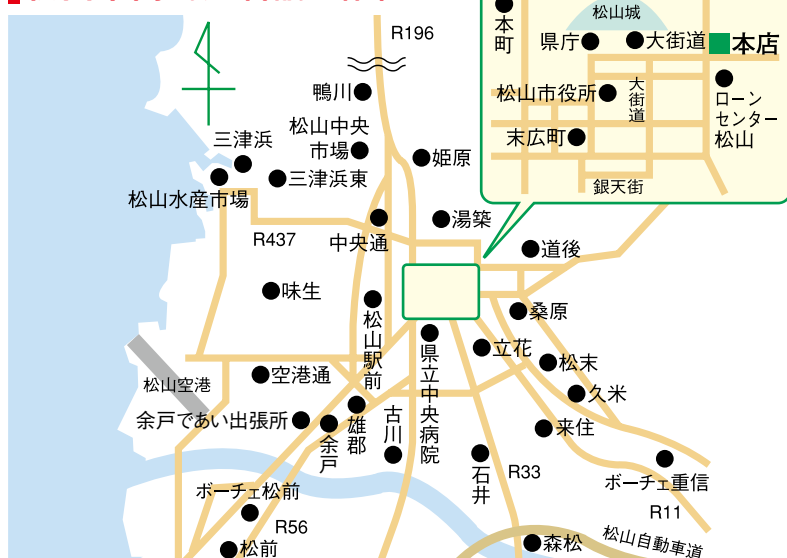 R196
鴨川
松山中央
市場
三津浜
三津浜東
松山水産市場
姫原
湯築
中央通
R437
道後
味生
松山駅前
桑原
県立中央病院
立花
松末
久米
来住
空港通
松山空港
余戸であい出張所
余戸
雄郡
古川
石井
R33
ボーチェ重信
R11
松山自動車道
ボーチェ松前
R56
松前
森松
本町
松山城
県庁
大街道
本店
松山市役所
大街道
ローン
センター
松山
末広町
銀天街